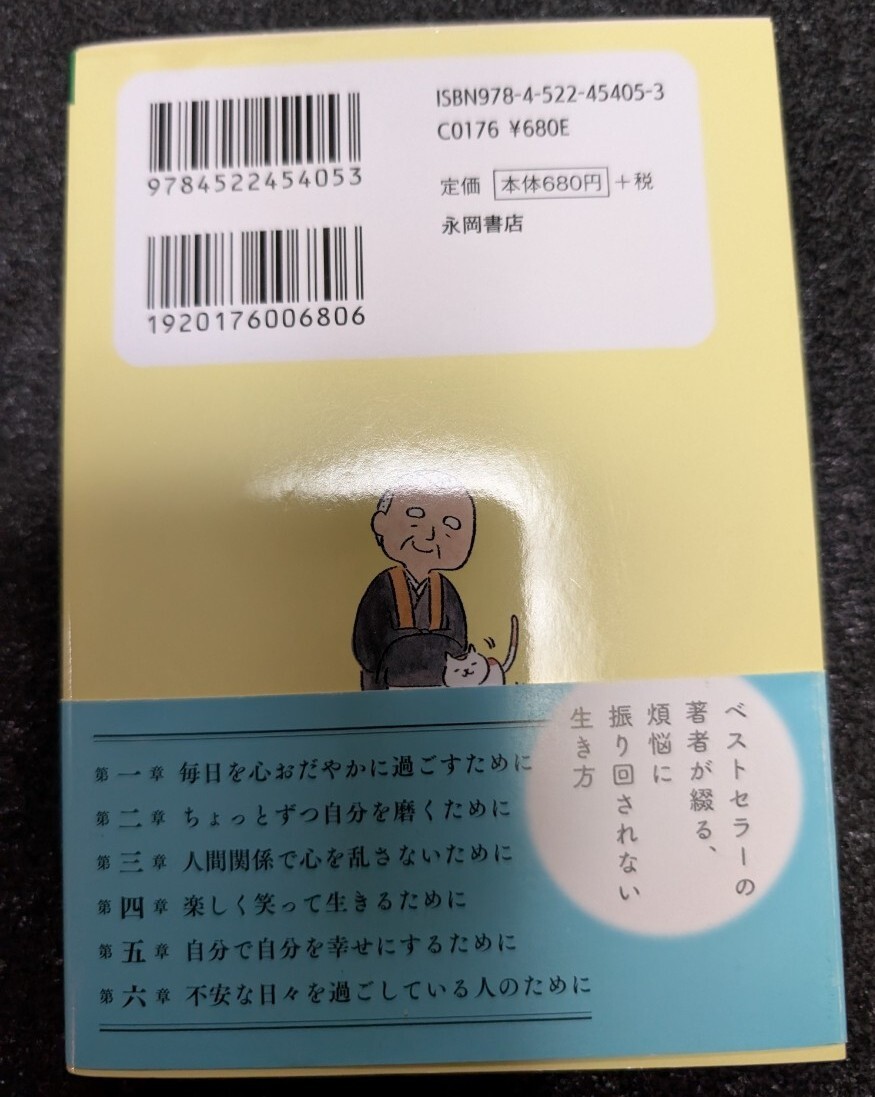 ISBN978-4-522-45405-3
C0176 ¥680E
9784522454053
定価 本体680円+税
永岡書店
1920176006806
ベストセラーの
著者が綴る、
煩悩に
振り回されない
生き方
第一章 毎日を心おだやかに過ごすために
第二章 ちょっとずつ自分を磨くために
第三章 人間関係で心を乱さないために
第四章 楽しく笑って生きるために
第五章 自分で自分を幸せにするために
第六章 不安な日々を過ごしている人のために